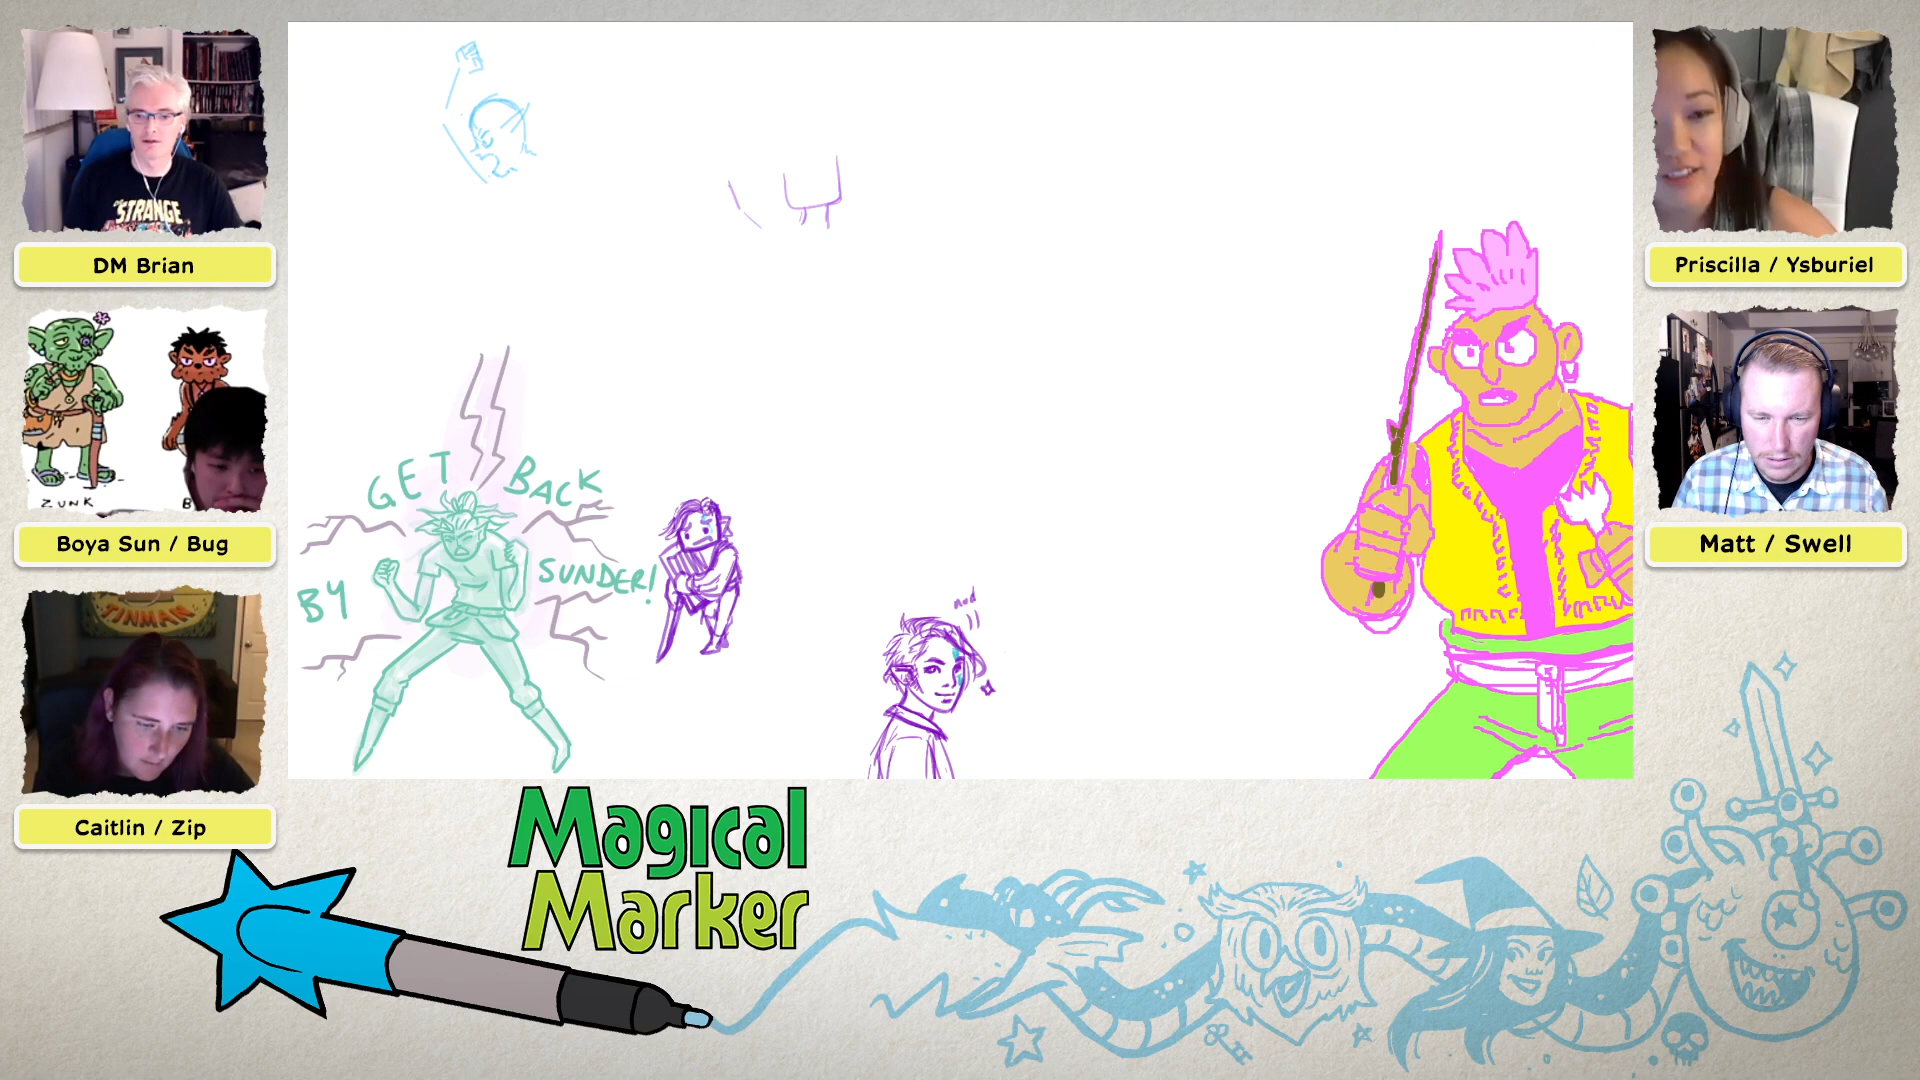 DM Brian
ZUNK
B
Boya Sun / Bug
TINMAN
Caitlin / Zip
STRANGE
GET BACK
BY SUNDER!
nod
Priscilla / Ysburiel
Matt / Swell
Magical
Marker